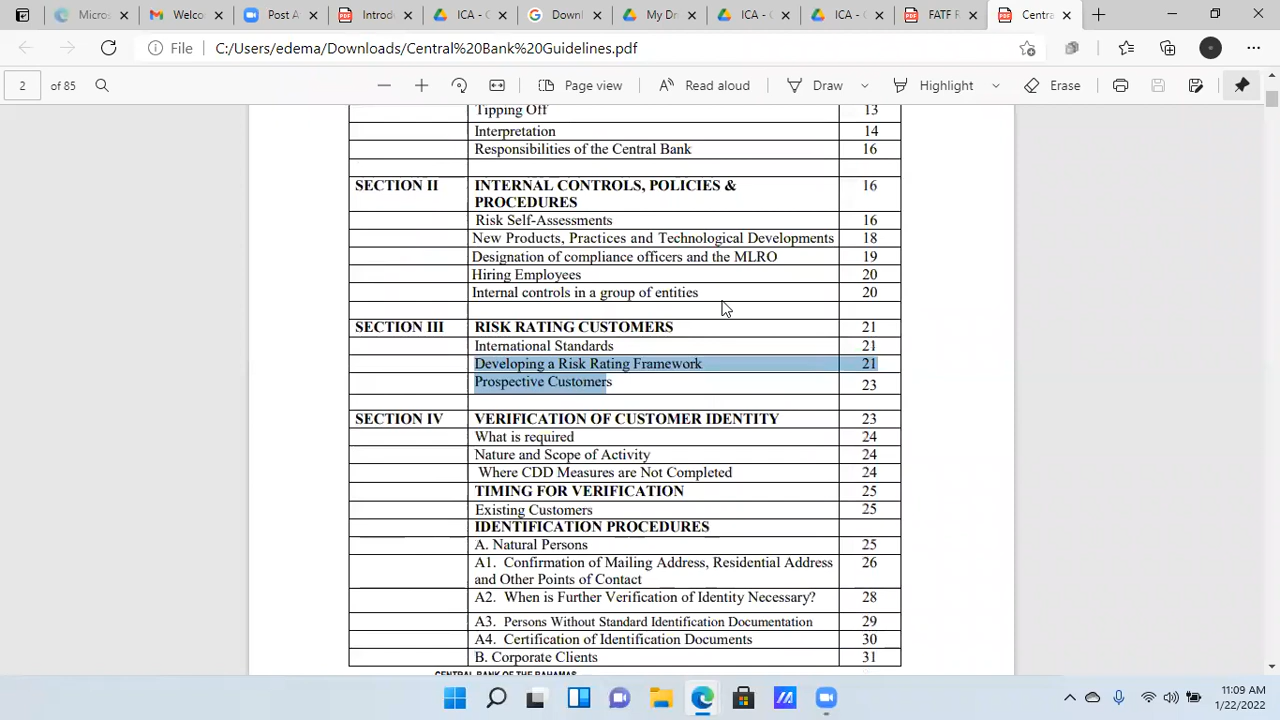 Micros
Welco
Post A
Introd
ICA - C
Downl
My Dr
ICA - C
ICA - C
FATF R
Centra
File
C:/Users/edema/Downloads/Central%20Bank%20Guidelines.pdf
2 of 85
Page view
Read aloud
Draw
Highlight
Erase
Tipping Off 13
Interpretation 14
Responsibilities of the Central Bank 16
SECTION II INTERNAL CONTROLS, POLICIES & 16
PROCEDURES
Risk Self-Assessments 16
New Products, Practices and Technological Developments 18
Designation of compliance officers and the MLRO 19
Hiring Employees 20
Internal controls in a group of entities 20
SECTION III RISK RATING CUSTOMERS 21
International Standards 21
Developing a Risk Rating Framework 21
Prospective Customers 23
SECTION IV VERIFICATION OF CUSTOMER IDENTITY 23
What is required 24
Nature and Scope of Activity 24
Where CDD Measures are Not Completed 24
TIMING FOR VERIFICATION 25
Existing Customers 25
IDENTIFICATION PROCEDURES
A. Natural Persons 25
A1. Confirmation of Mailing Address, Residential Address 26
and Other Points of Contact
A2. When is Further Verification of Identity Necessary? 28
A3. Persons Without Standard Identification Documentation 29
A4. Certification of Identification Documents 30
B. Corporate Clients 31
CENTRAL BANK OF THE BAHAMAS
11:09 AM
1/22/2022